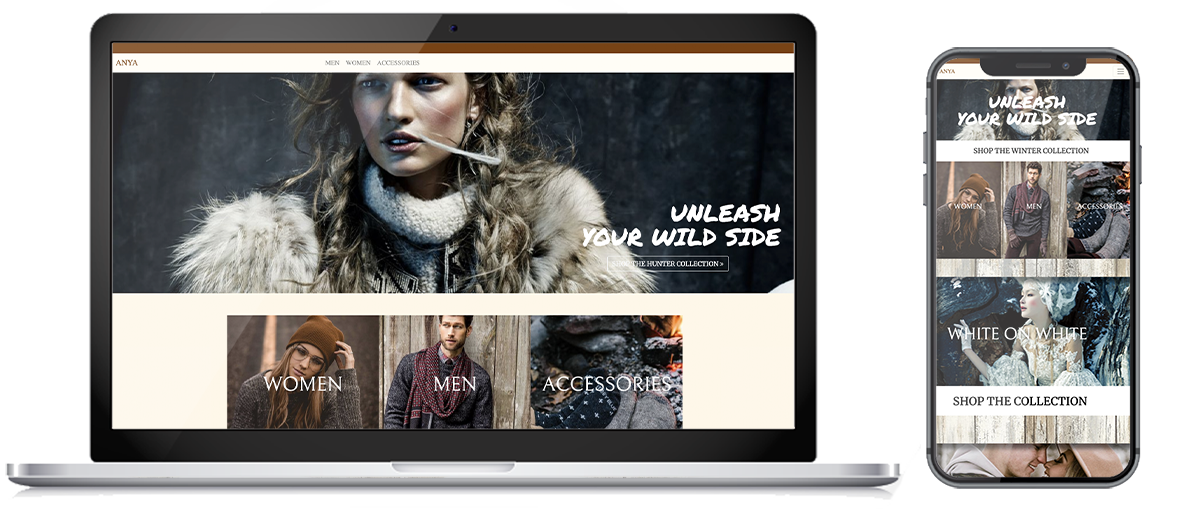 ANYA
MEN WOMEN ACCESSORIES
UNLEASH
YOUR WILD SIDE
THE HUNTER COLLECTION »
WOMEN MEN ACCESSORIES
ANYA
UNLEASH
YOUR WILD SIDE
SHOP THE WINTER COLLECTION
WOMEN MEN ACCESSORIES
WHITE ON WHITE
SHOP THE COLLECTION